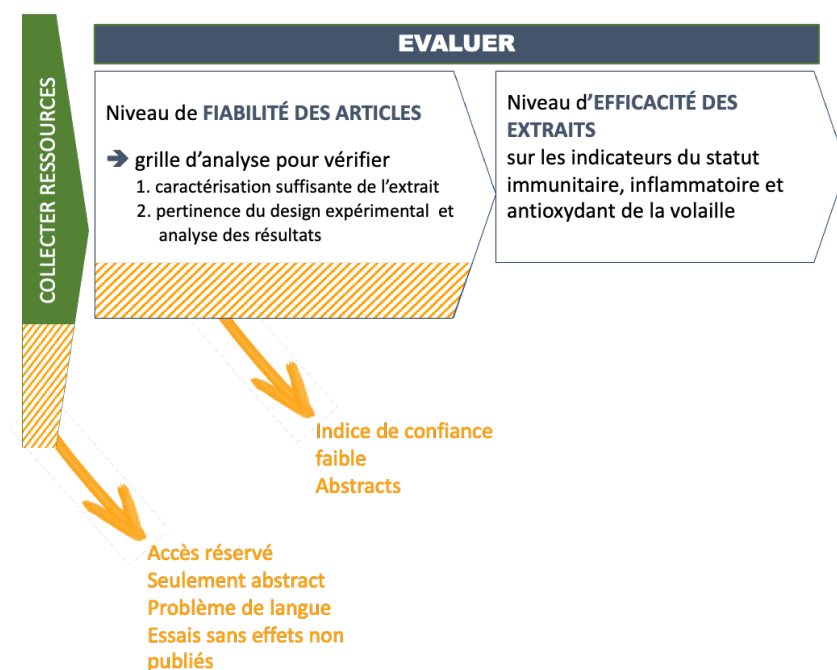 COLLECTER RESSOURCES
EVALUER
Niveau de FIABILITÉ DES ARTICLES
➔ grille d’analyse pour vérifier
1. caractérisation suffisante de l’extrait
2. pertinence du design expérimental et
analyse des résultats
Niveau d’EFFICACITÉ DES
EXTRAITS
sur les indicateurs du statut
immunitaire, inflammatoire et
antioxydant de la volaille
Indice de confiance
faible
Abstracts
Accès réservé
Seulement abstract
Problème de langue
Essais sans effets non
publiés